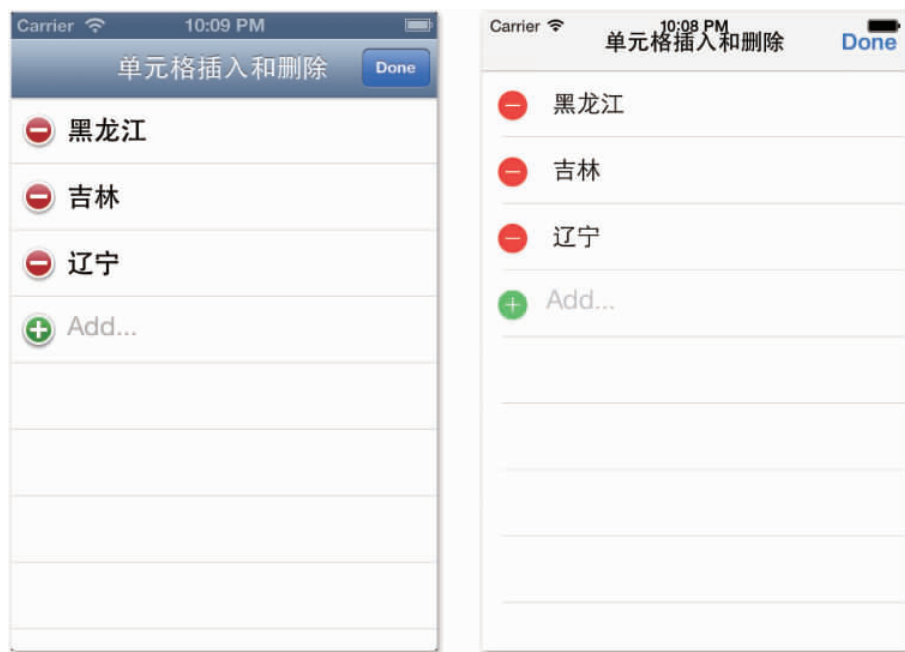 Carrier 10:09 PM
单元格插入和删除 Done
黑龙江
吉林
辽宁
Add...
Carrier 10:08 PM
单元格插入和删除 Done
黑龙江
吉林
辽宁
Add...